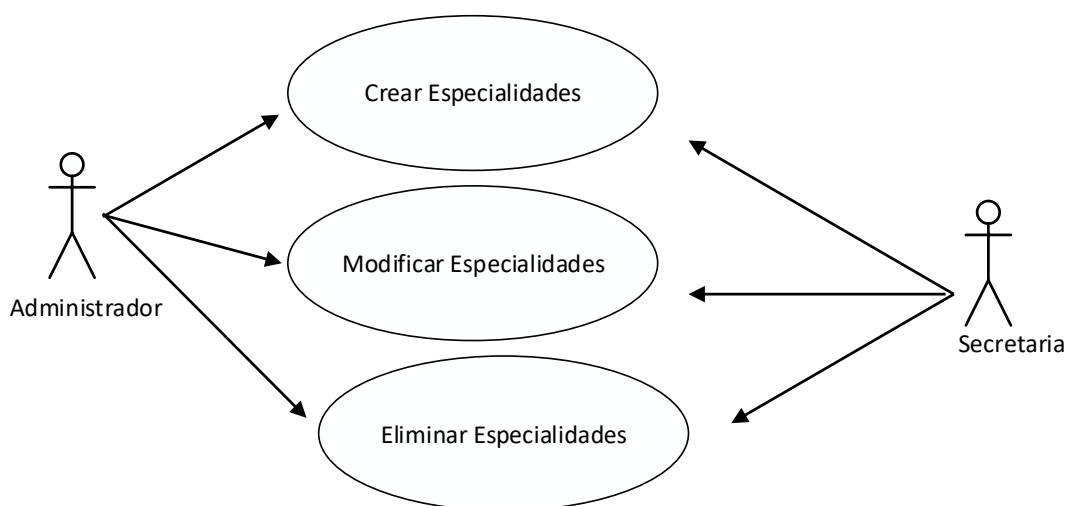 Crear Especialidades
Modificar Especialidades
Administrador
Secretaria
Eliminar Especialidades